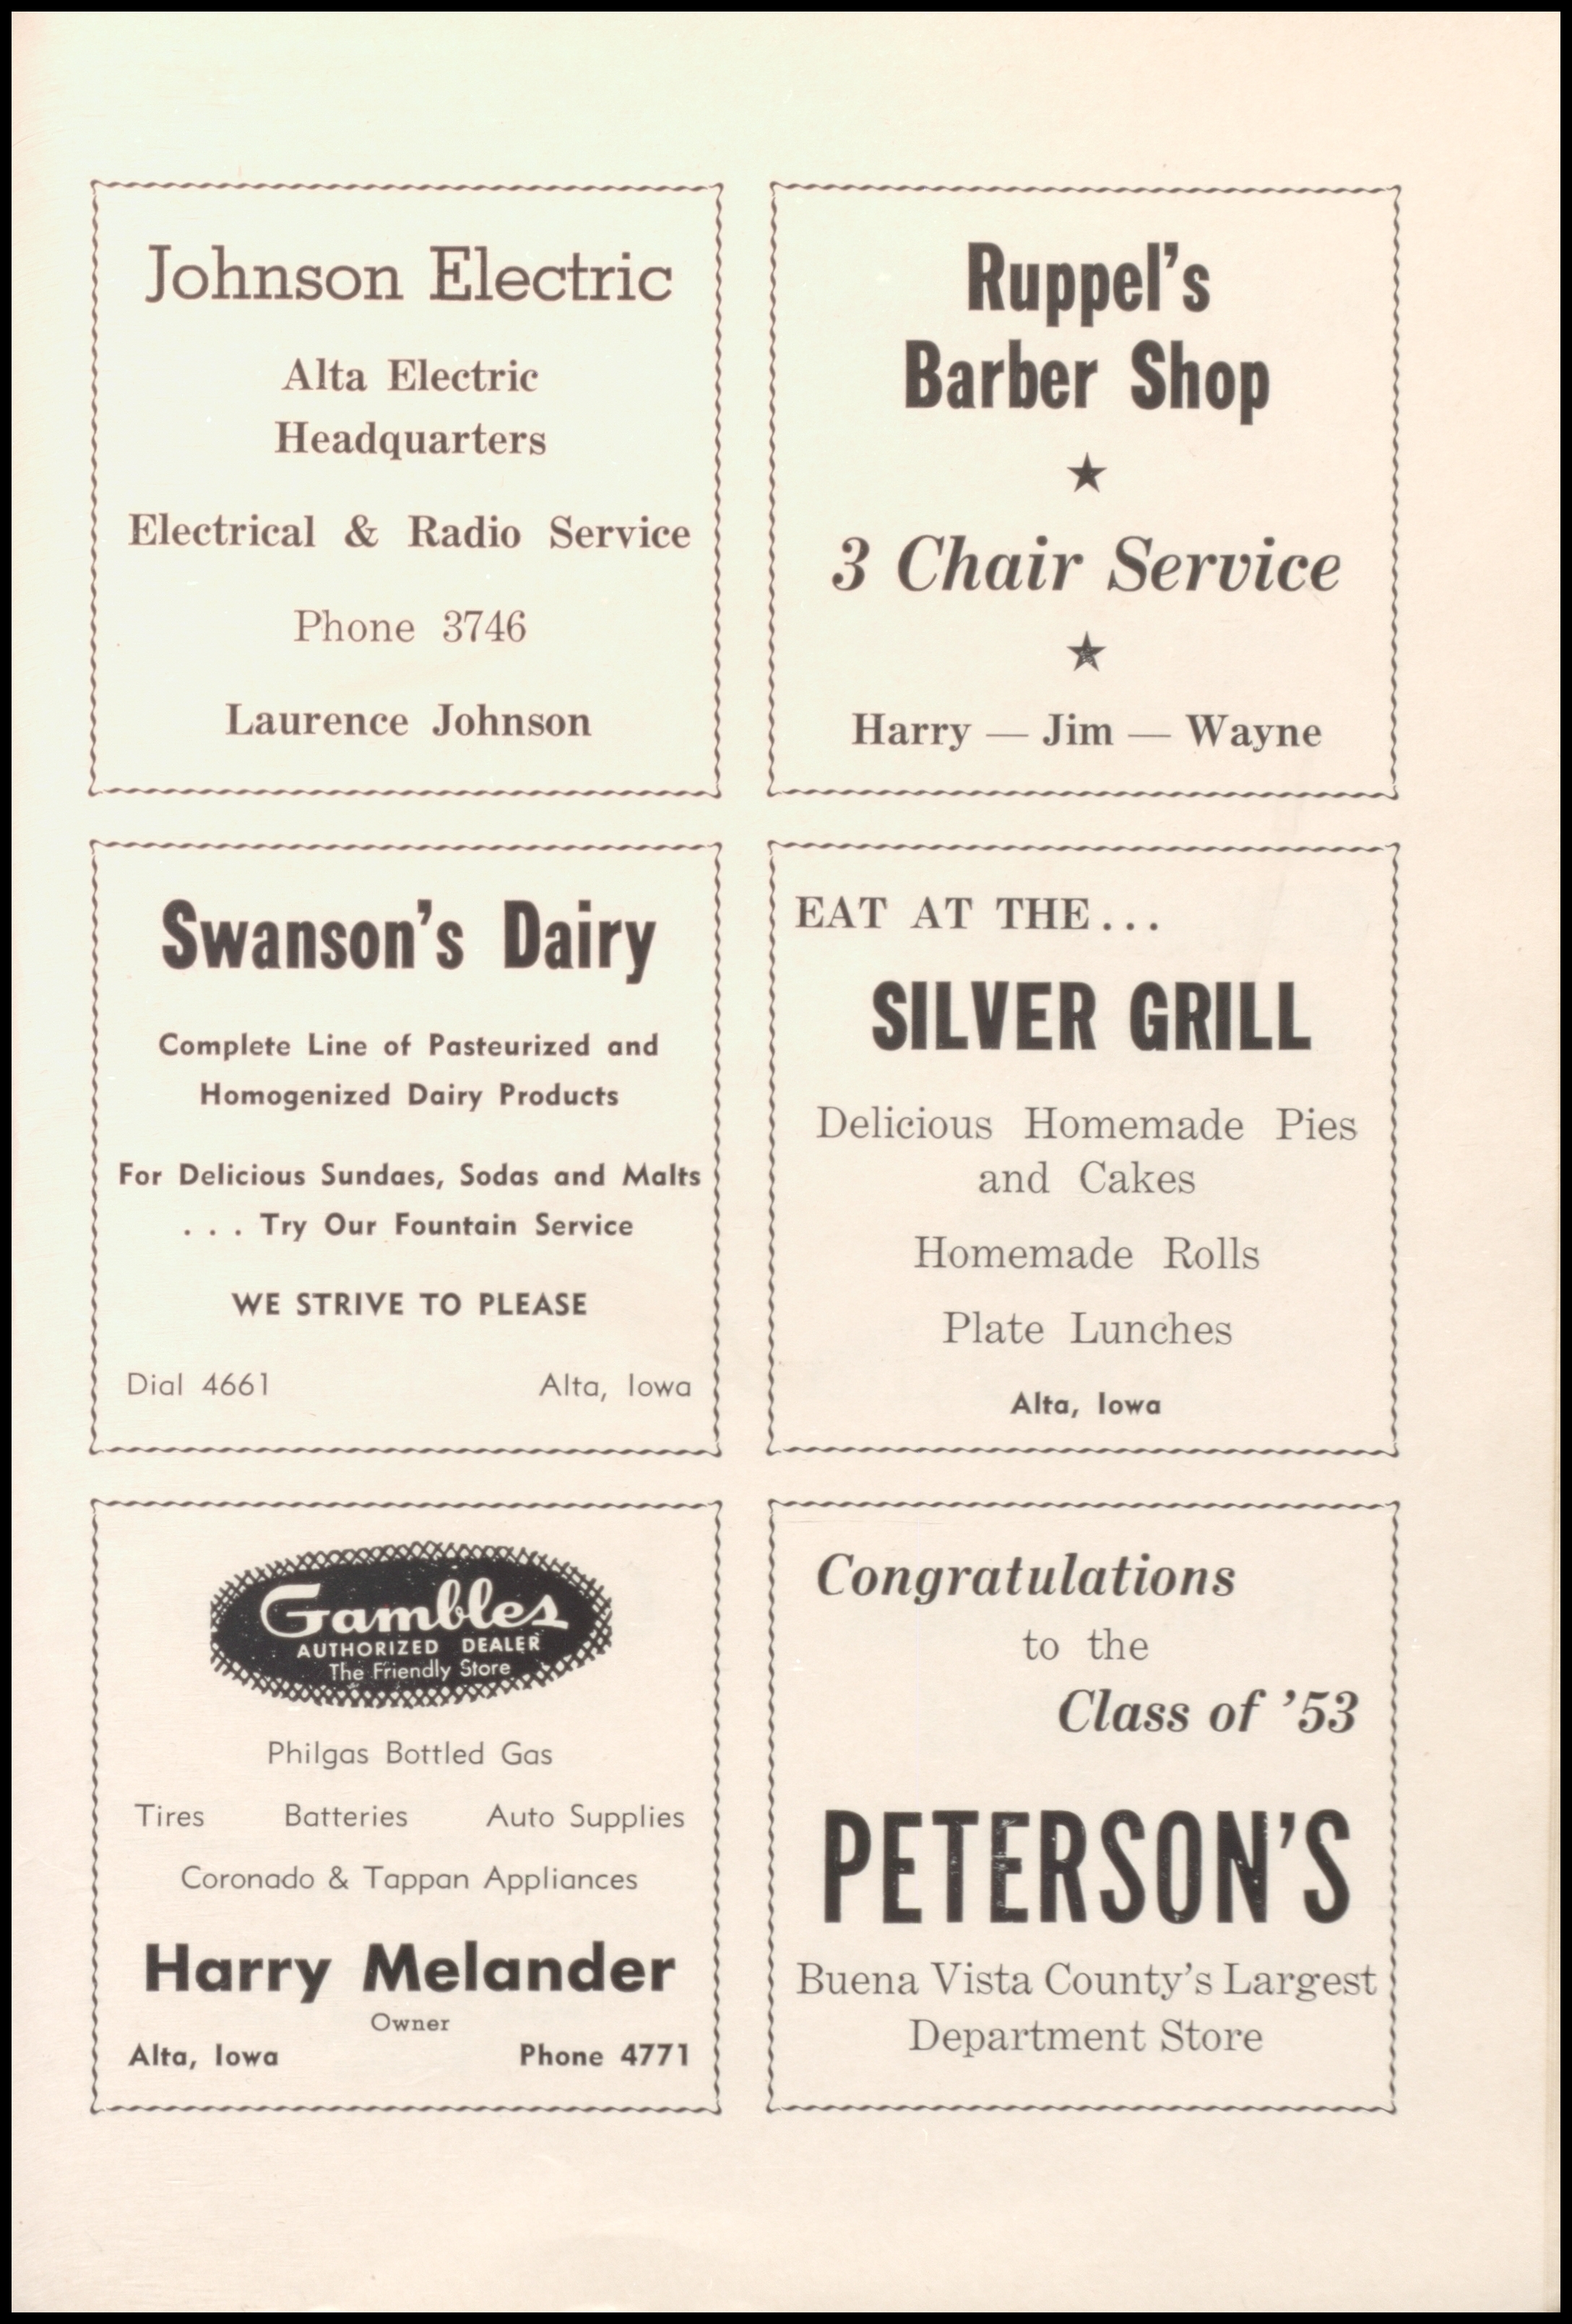 Johnson Electric
Alta Electric
Headquarters
Electrical & Radio Service
Phone 3746
Laurence Johnson
Ruppel's
Barber Shop
★
3 Chair Service
★
Harry — Jim — Wayne
Swanson's Dairy
Complete Line of Pasteurized and
Homogenized Dairy Products
For Delicious Sundaes, Sodas and Malts
. . . Try Our Fountain Service
WE STRIVE TO PLEASE
Dial 4661 Alta, Iowa
EAT AT THE...
SILVER GRILL
Delicious Homemade Pies
and Cakes
Homemade Rolls
Plate Lunches
Alta, Iowa
Gambles
AUTHORIZED DEALER
The Friendly Store
Philgas Bottled Gas
Tires Batteries Auto Supplies
Coronado & Tappan Appliances
Harry Melander
Owner
Alta, Iowa Phone 4771
Congratulations
to the
Class of '53
PETERSON'S
Buena Vista County's Largest
Department Store